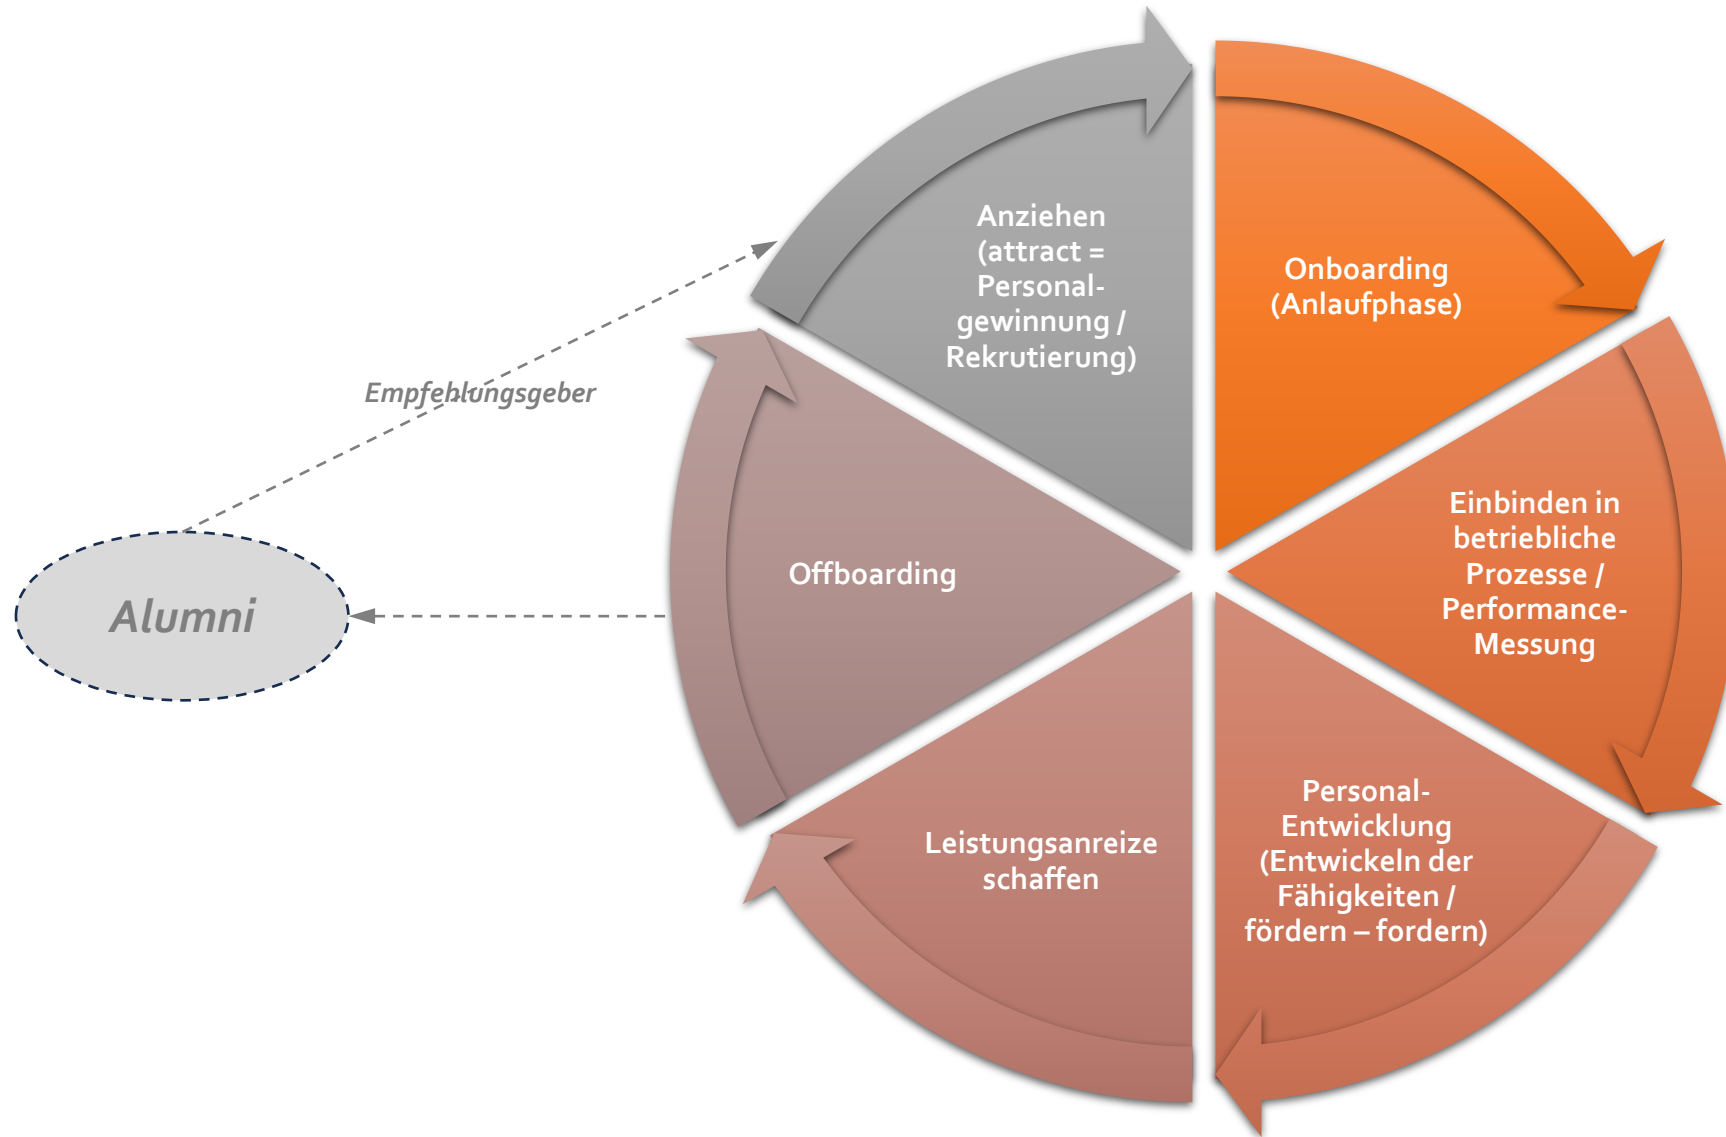 Anziehen
(attract =
Personal-
gewinnung /
Rekrutierung)
Onboarding
(Anlaufphase)
Einbinden in
betriebliche
Prozesse /
Performance-
Messung
Personal-
Entwicklung
(Entwickeln der
Fähigkeiten /
fördern – fordern)
Leistungsanreize
schaffen
Offboarding
Alumni
Empfehlungsgeber